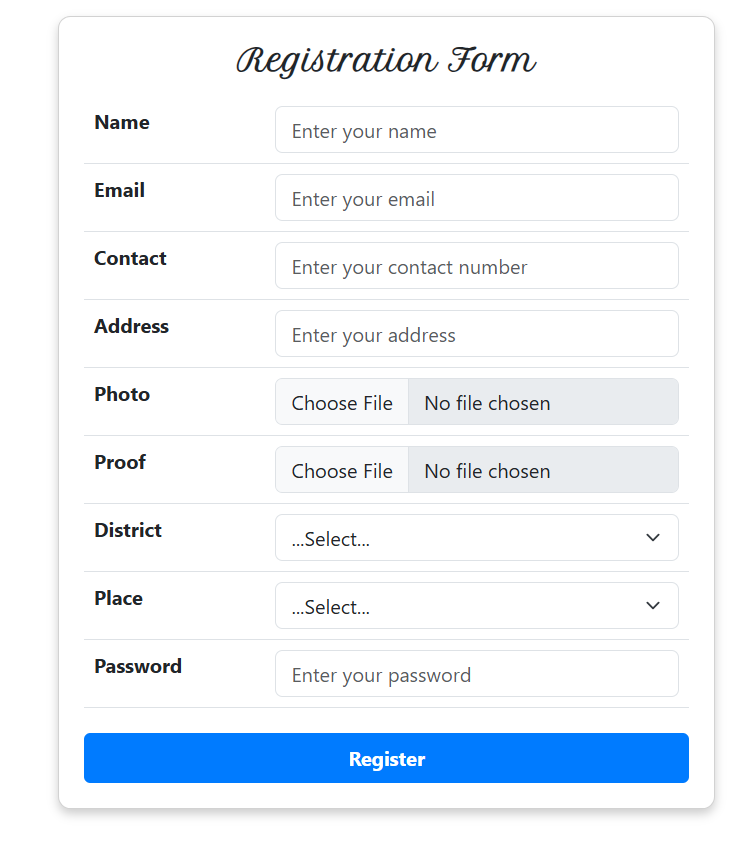 Registration Form
Name Enter your name
Email Enter your email
Contact Enter your contact number
Address Enter your address
Photo Choose File No file chosen
Proof Choose File No file chosen
District ...Select...
Place ...Select...
Password Enter your password
Register